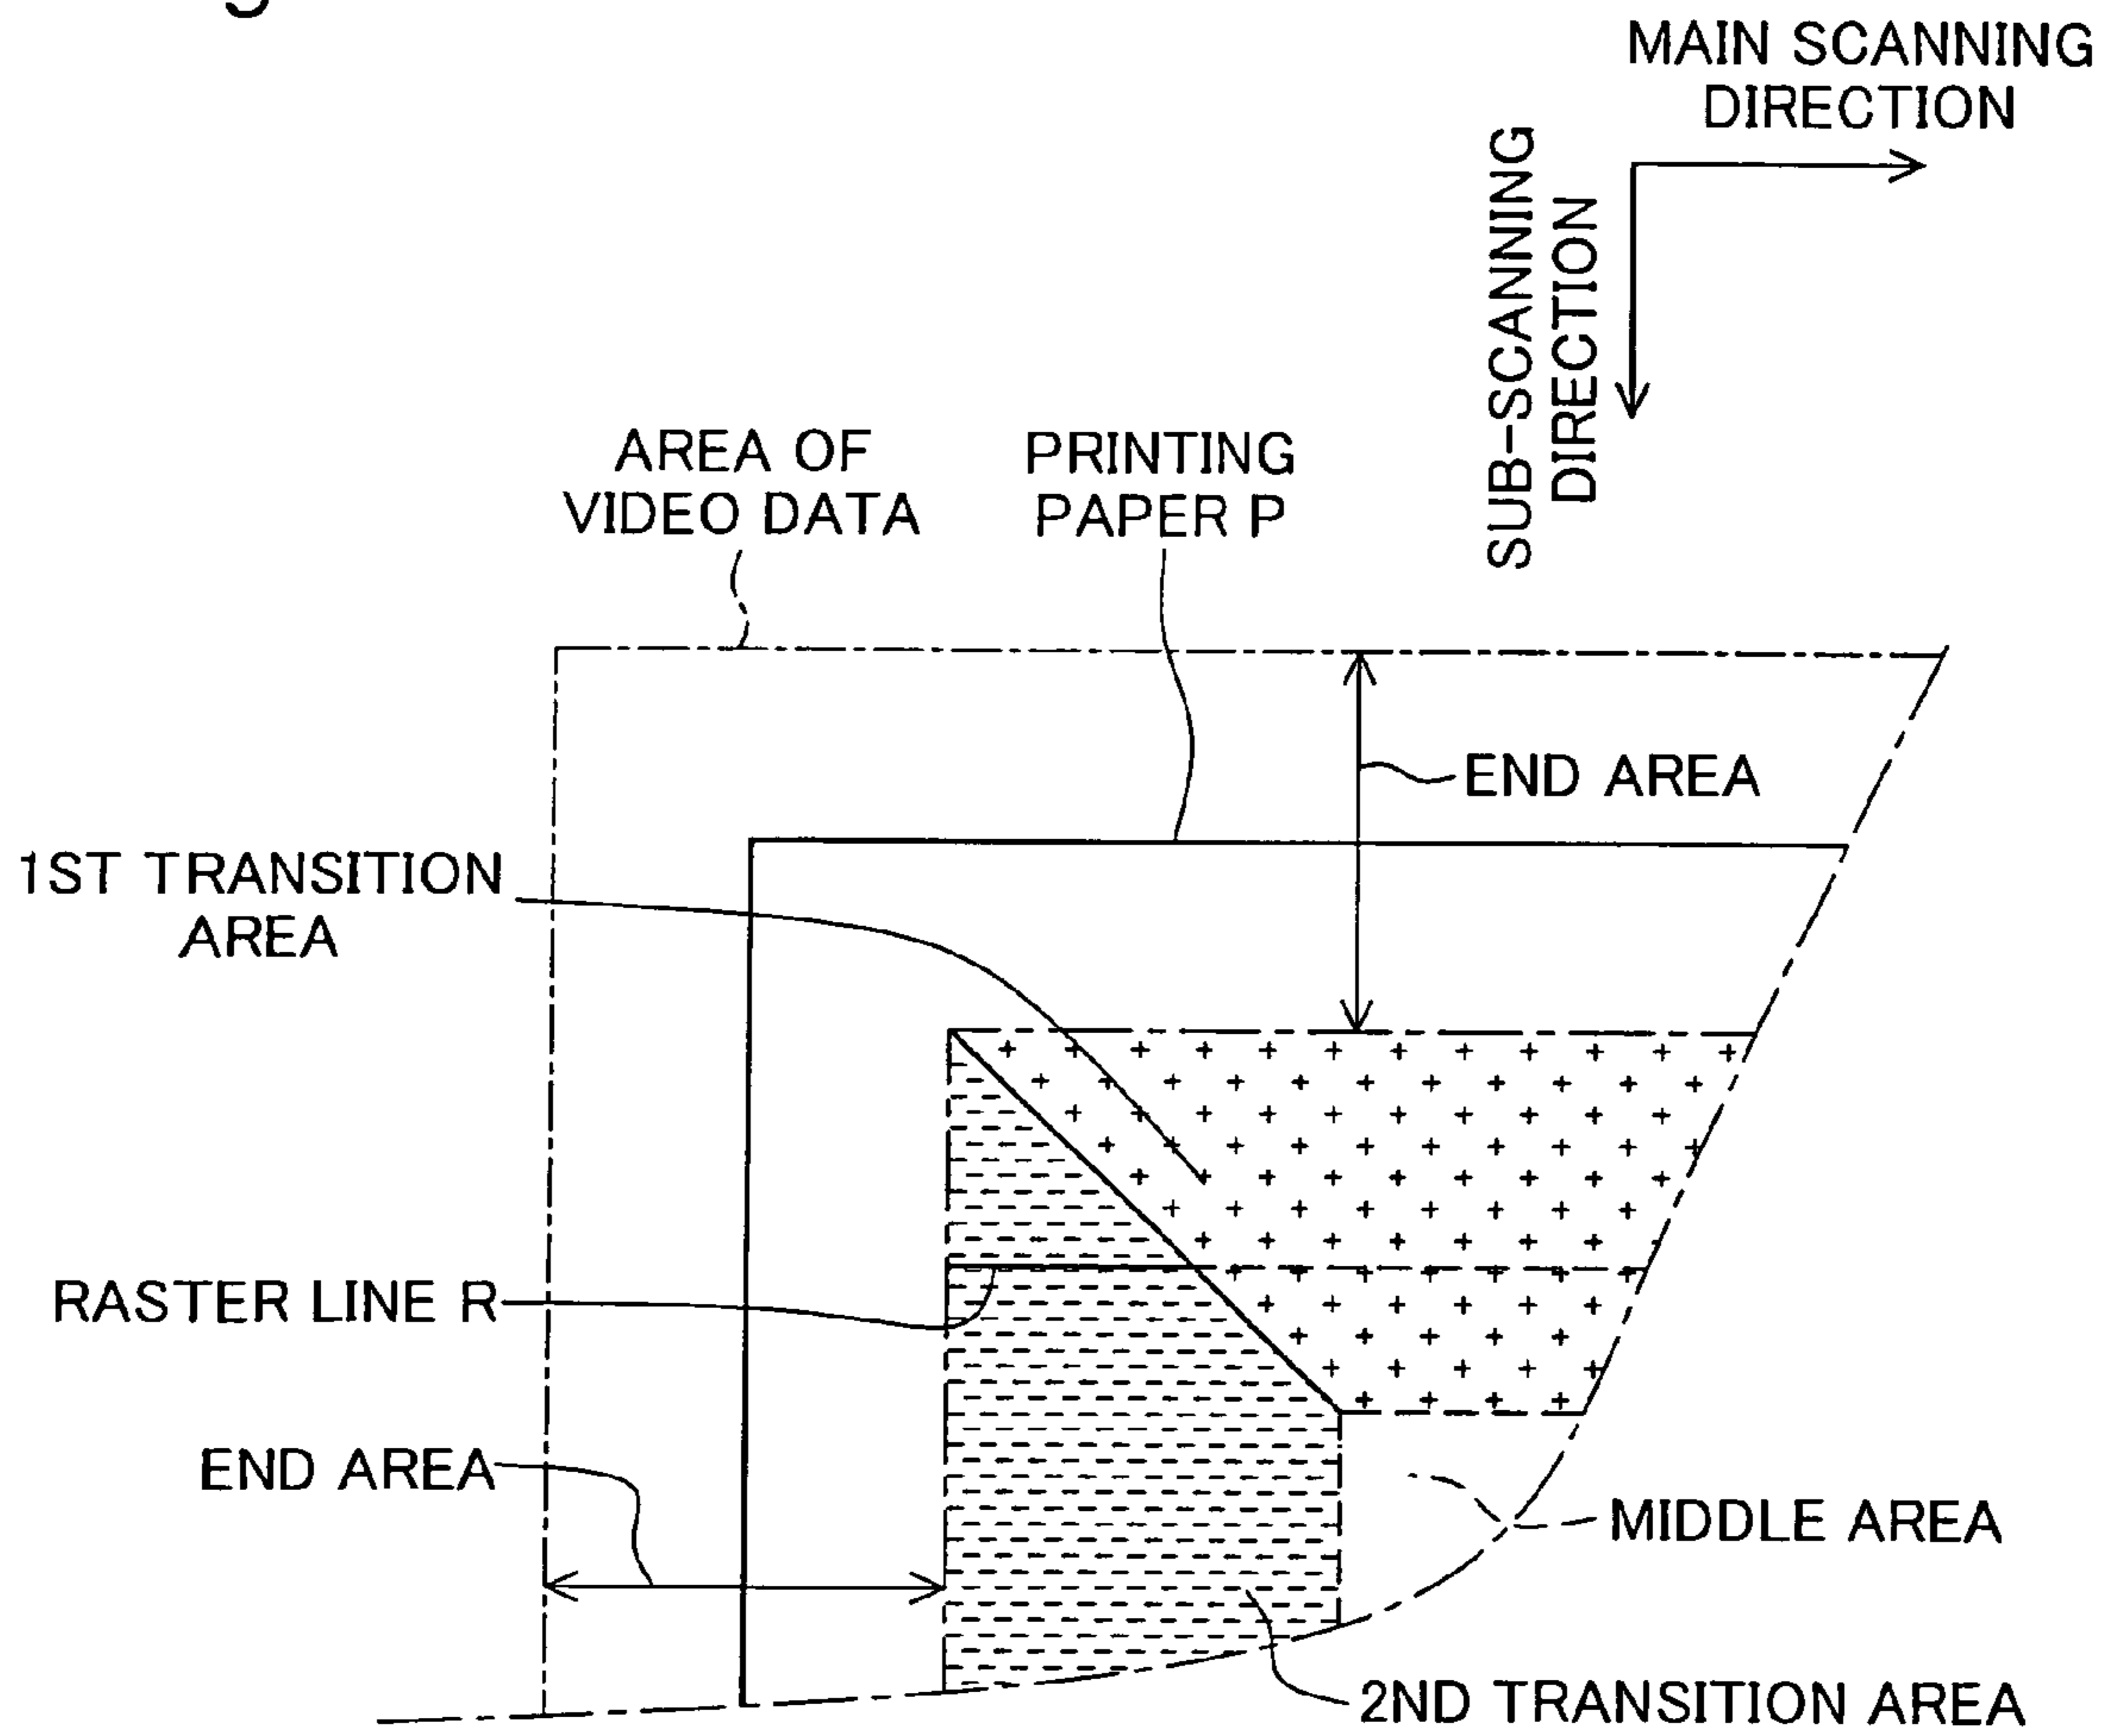 MAIN SCANNING
DIRECTION
SUB-SCANNING
DIRECTION
AREA OF
VIDEO DATA
PRINTING
PAPER P
END AREA
1ST TRANSITION
AREA
RASTER LINE R
END AREA
MIDDLE AREA
2ND TRANSITION AREA